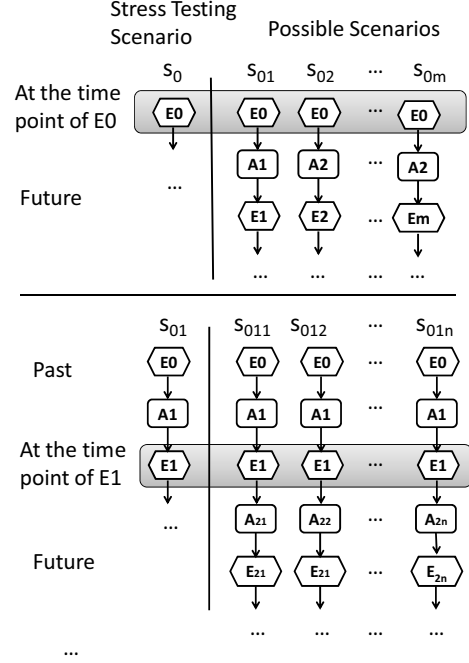 Stress Testing
Scenario
Possible Scenarios
S0 S01 S02 ... S0m
At the time
point of E0
E0 E0 E0 ... E0
A1 A2 ... A2
...
Future
E1 E2 ... Em
... ... ...
S01 S011 S012 ... S01n
Past
E0 E0 E0 ... E0
A1 A1 A1 ... A1
At the time
point of E1
E1 E1 E1 ... E1
... A21 A22 ... A2n
Future
E21 E21 ... E2n
... ... ...
...